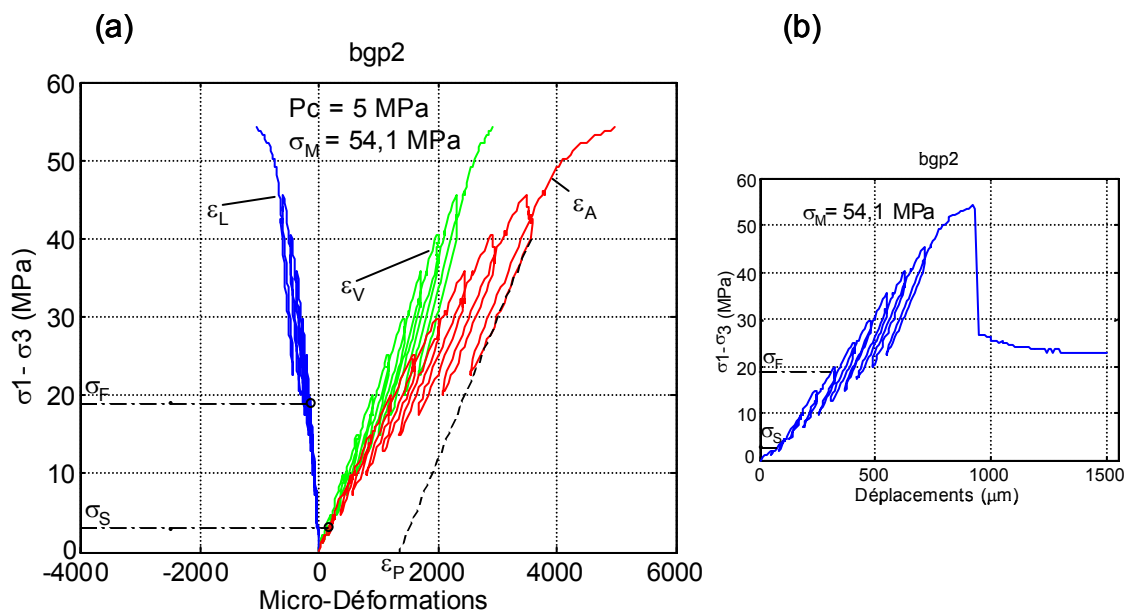 (a)
bgp2
60
50
40
30
20
10
0
σ1- σ3 (MPa)
Pc = 5 MPa
σM = 54,1 MPa
εL
εV
εA
σF
σS
εP
-4000
-2000
0
2000
4000
6000
Micro-Déformations
(b)
bgp2
60
50
40
30
20
10
0
σ1-σ3 (MPa)
σM= 54,1 MPa
σF
σS
0
500
1000
1500
Déplacements (μm)